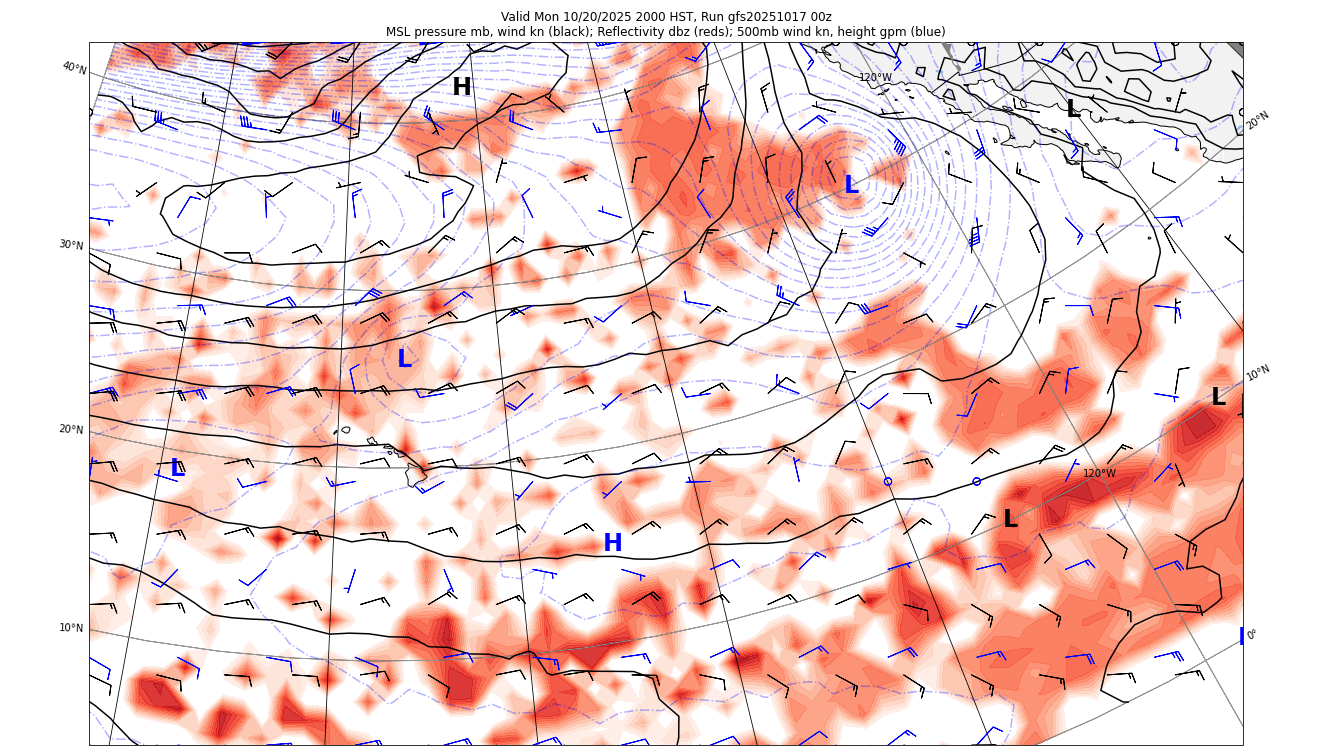 Valid Mon 10/20/2025 2000 HST, Run gfs20251017 00z
MSL pressure mb, wind kn (black); Reflectivity dbz (reds); 500mb wind kn, height gpm (blue)
40°N
H
120°W
L
20°N
L
30°N
L
10°N
L
20°N
L
120°W
L
H
10°N
0°